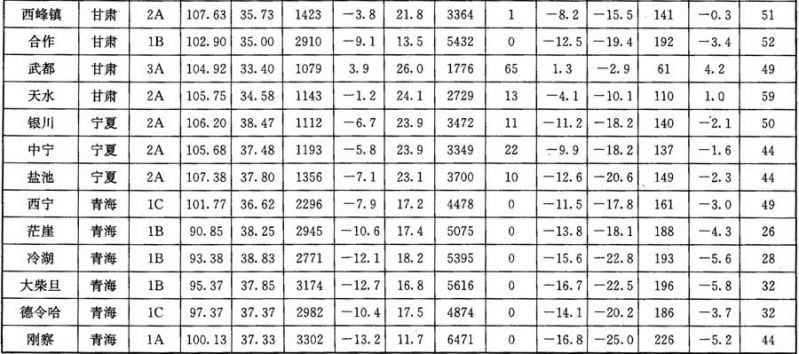 西峰镇 甘肃 2A 107.63 35.73 1423 −3.8 21.8 3364 1 −8.2 −15.5 141 −0.3 51
合作 甘肃 1B 102.90 35.00 2910 −9.1 13.5 5432 0 −12.5 −19.4 192 −3.4 52
武都 甘肃 3A 104.92 33.40 1079 3.9 26.0 1776 65 1.3 −2.9 61 4.2 49
天水 甘肃 2A 105.75 34.58 1143 −1.2 24.1 2729 13 −4.1 −10.1 110 1.0 59
银川 宁夏 2A 106.20 38.47 1112 −6.7 23.9 3472 11 −11.2 −18.2 140 −2.1 50
中宁 宁夏 2A 105.68 37.48 1193 −5.8 23.9 3349 22 −9.9 −18.2 137 −1.6 44
盐池 宁夏 2A 107.38 37.80 1356 −7.1 23.1 3700 10 −12.6 −20.6 149 −2.3 44
西宁 青海 1C 101.77 36.62 2296 −7.9 17.2 4478 0 −11.5 −17.8 161 −3.0 49
茫崖 青海 1B 90.85 38.25 2945 −10.6 17.4 5075 0 −13.8 −18.1 188 −4.3 26
冷湖 青海 1B 93.38 38.83 2771 −12.1 18.2 5395 0 −15.6 −22.8 193 −5.6 28
大柴旦 青海 1B 95.37 37.85 3174 −12.7 16.8 5616 0 −16.7 −22.5 196 −5.8 32
德令哈 青海 1C 97.37 37.37 2982 −10.4 17.5 4874 0 −14.1 −20.2 186 −3.7 32
刚察 青海 1A 100.13 37.33 3302 −13.2 11.7 6471 0 −16.8 −25.0 226 −5.2 44